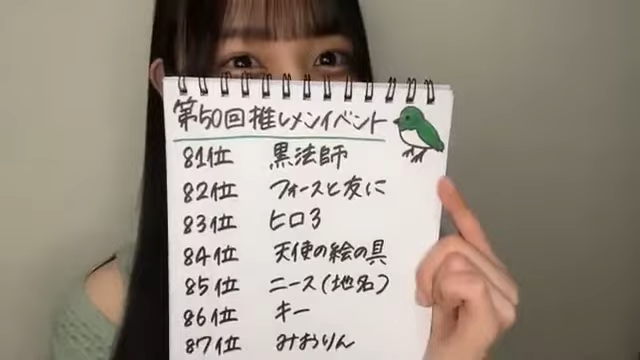 第50回推しメンイベント
81位 黒法師
82位 フォースと友に
83位 ヒロ3
84位 天使の絵の具
85位 ニース(地名)
86位 キー
87位 みおりん